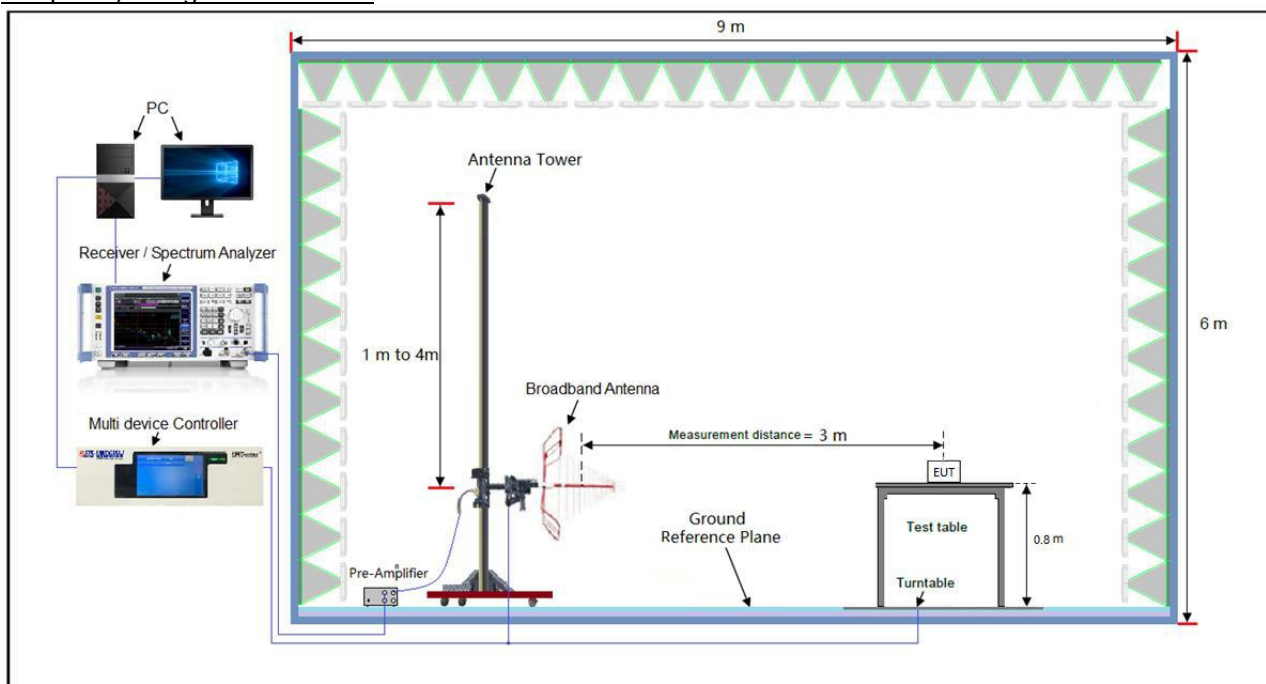 9 m
PC
Antenna Tower
Receiver / Spectrum Analyzer
6 m
1 m to 4m
Broadband Antenna
Multi device Controller
Measurement distance = 3 m
EUT
Ground
Reference Plane
Test table
0.8 m
Pre-Amplifier
Turntable